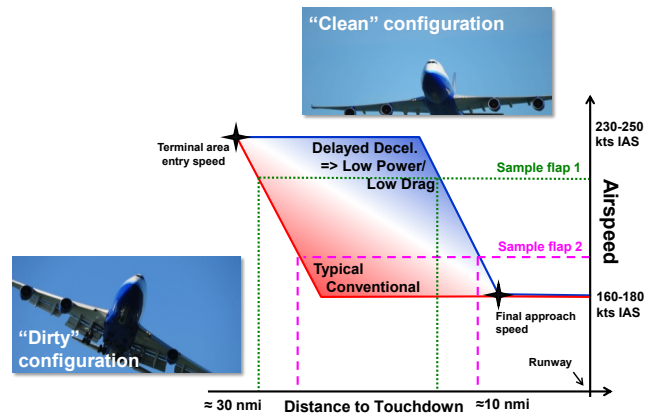 “Clean” configuration
Terminal area
entry speed
Delayed Decel.
=> Low Power/
Low Drag
230-250
kts IAS
Sample flap 1
Airspeed
Sample flap 2
“Dirty”
configuration
Typical
Conventional
160-180
kts IAS
Final approach
speed
Runway
≈ 30 nmi
Distance to Touchdown
≈10 nmi